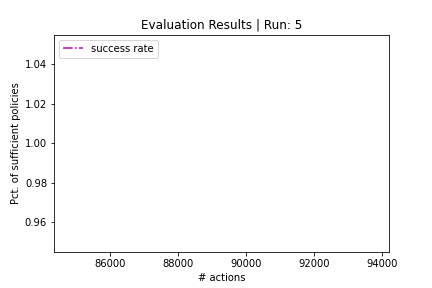 Evaluation Results | Run: 5
success rate
Pct. of sufficient policies
1.04
1.02
1.00
0.98
0.96
86000 88000 90000 92000 94000
# actions